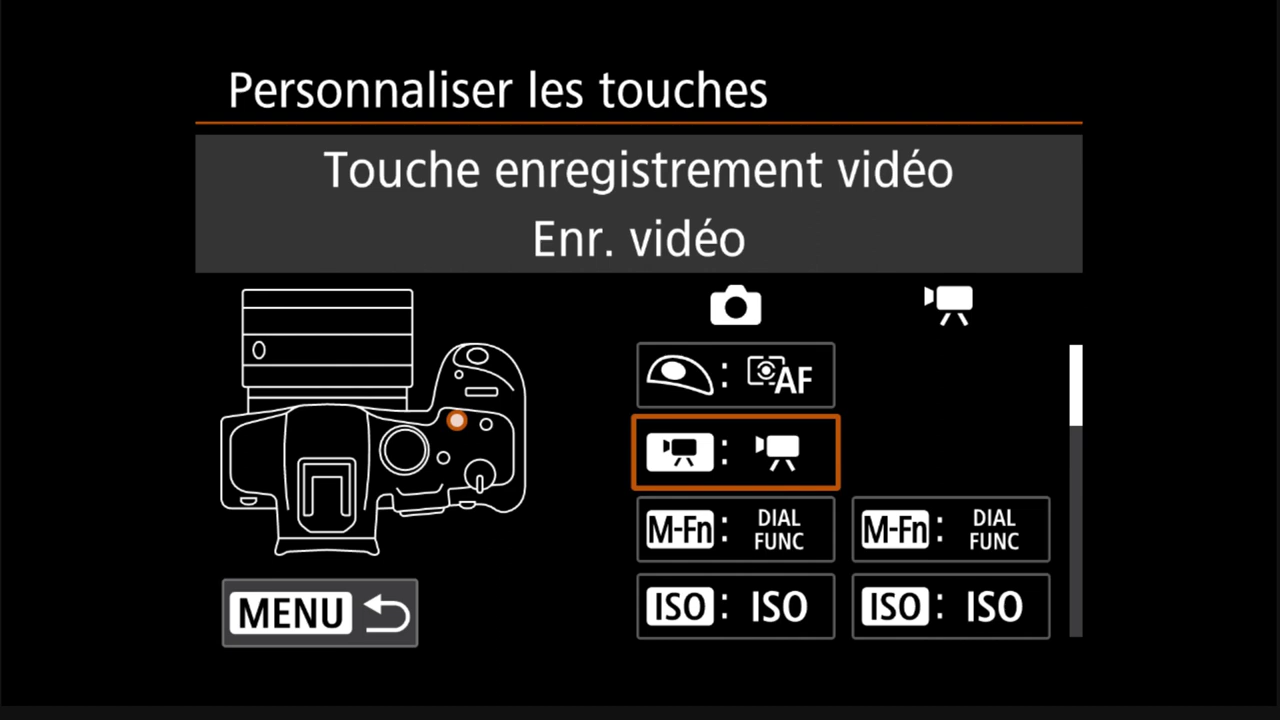 Personnaliser les touches
Touche enregistrement vidéo
Enr. vidéo
: AF
:
M-Fn : DIAL FUNC M-Fn : DIAL FUNC
ISO : ISO ISO : ISO
MENU